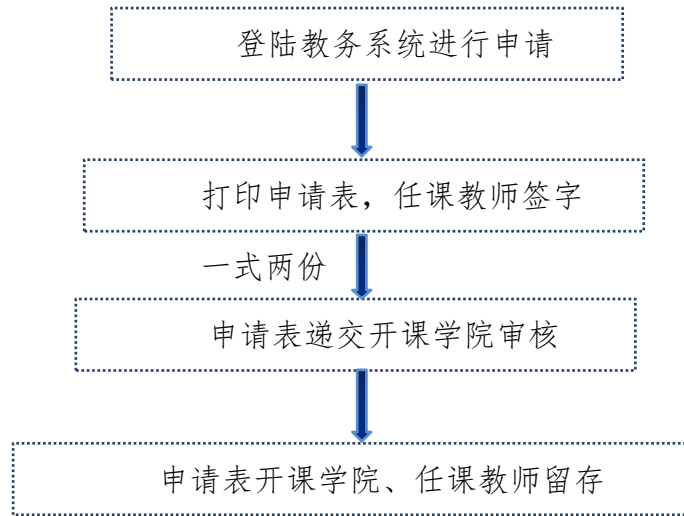 登陆教务系统进行申请
打印申请表，任课教师签字
一式两份
申请表递交开课学院审核
申请表开课学院、任课教师留存